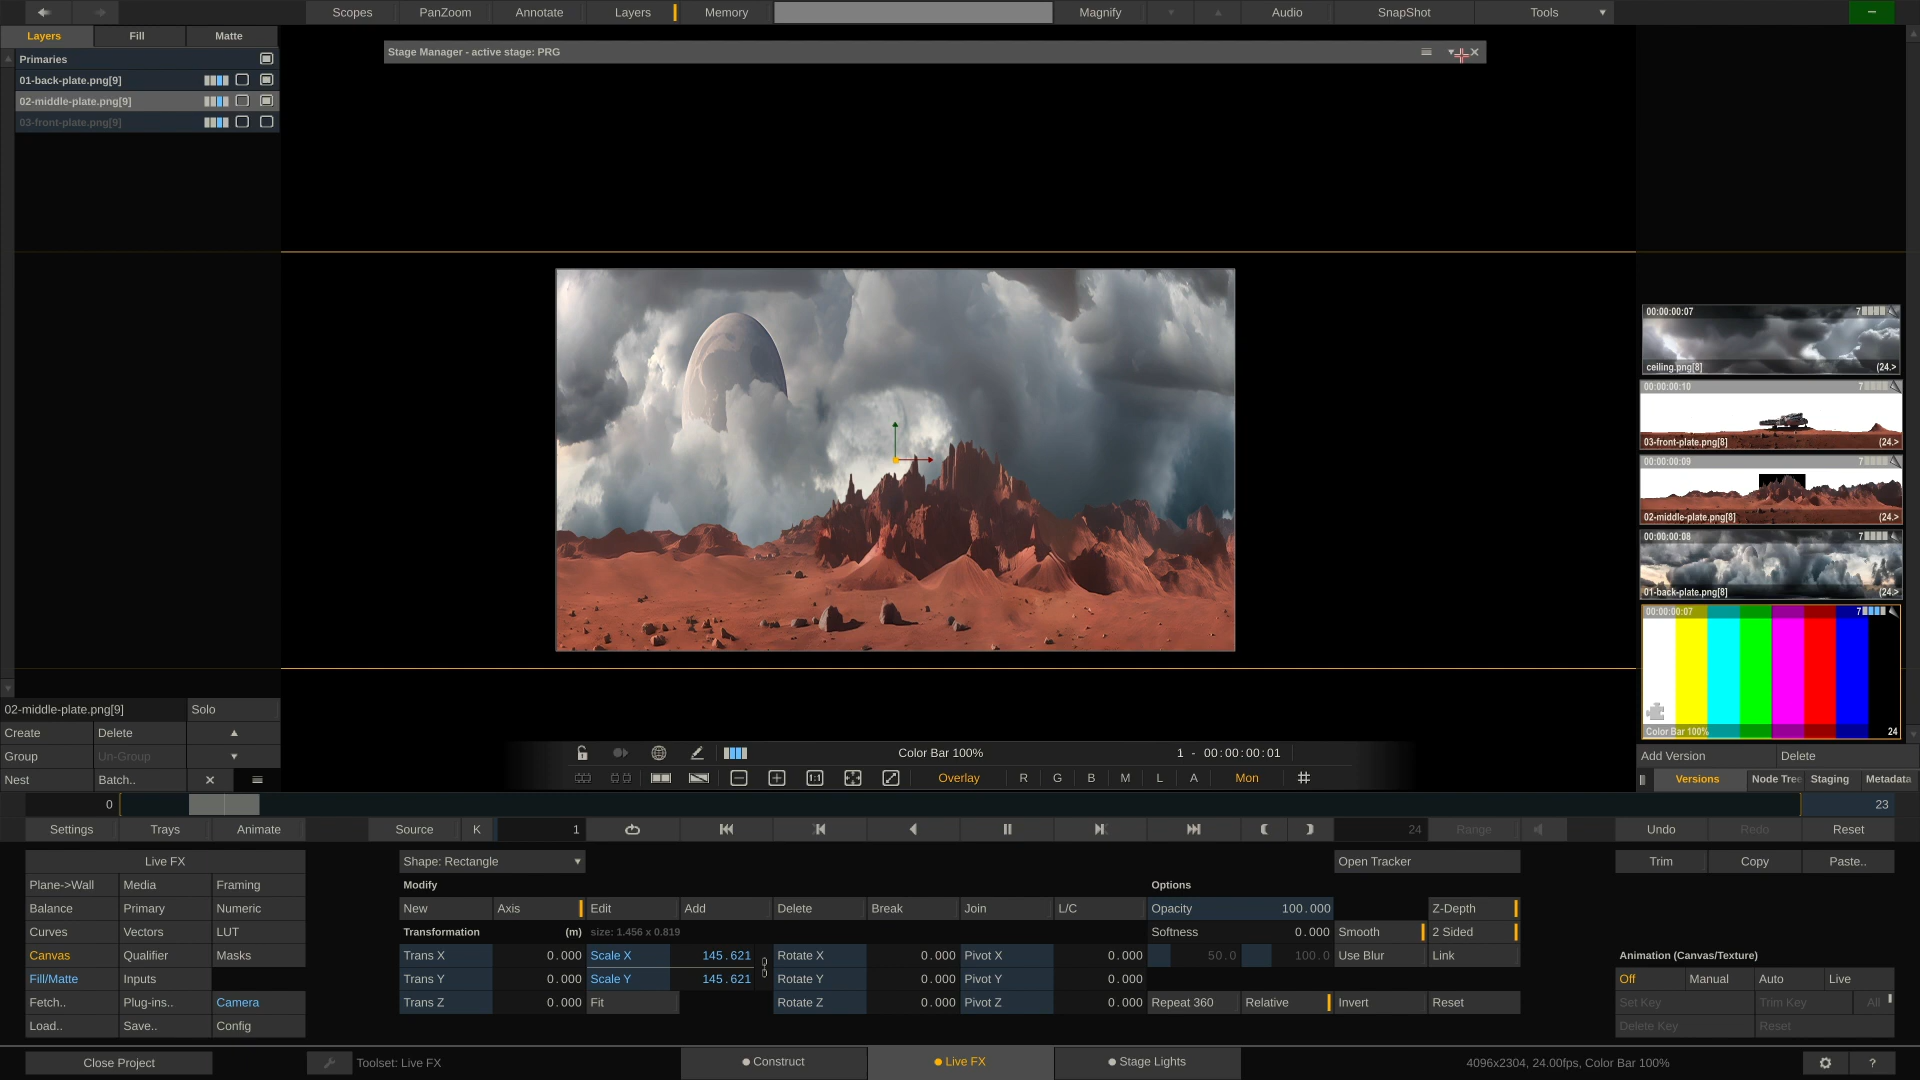 Scopes PanZoom Annotate Layers Memory Magnify Audio SnapShot Tools
Layers Fill Matte
Stage Manager - active stage: PRG
Primaries
01-back-plate.png[9]
02-middle-plate.png[9]
03-front-plate.png[9]
00:00:00:07 7
ceiling.png[8] (24.>
00:00:00:10 7
03-front-plate.png[8] (24.>
00:00:00:09 7
02-middle-plate.png[8] (24.>
00:00:00:08 7
01-back-plate.png[8] (24.>
00:00:00:07 7
Color Bar 100% 24
02-middle-plate.png[9] Solo
Create Delete
Group Un-Group
Nest Batch..
Color Bar 100% 1 - 00:00:00:01
Add Version Delete
1:1 Overlay R G B M L A Mon
Versions Node Tree Staging Metadata
0 23
Settings Trays Animate Source K 1 24 Range Undo Redo Reset
Live FX Shape: Rectangle Open Tracker Trim Copy Paste..
Plane->Wall Media Framing Modify Options
Balance Primary Numeric New Axis Edit Add Delete Break Join L/C Opacity 100.000 Z-Depth
Curves Vectors LUT Transformation (m) size: 1.456 x 0.819 Softness 0.000 Smooth 2 Sided
Canvas Qualifier Masks Trans X 0.000 Scale X 145.621 Rotate X 0.000 Pivot X 0.000 50.0 100.0 Use Blur Link Animation (Canvas/Texture)
Fill/Matte Inputs Trans Y 0.000 Scale Y 145.621 Rotate Y 0.000 Pivot Y 0.000 Off Manual Auto Live
Fetch.. Plug-ins.. Camera Trans Z 0.000 Fit Rotate Z 0.000 Pivot Z 0.000 Repeat 360 Relative Invert Reset Set Key Trim Key All
Load.. Save.. Config Delete Key Reset
Close Project Toolset: Live FX Construct Live FX Stage Lights 4096x2304, 24.00fps, Color Bar 100% ?